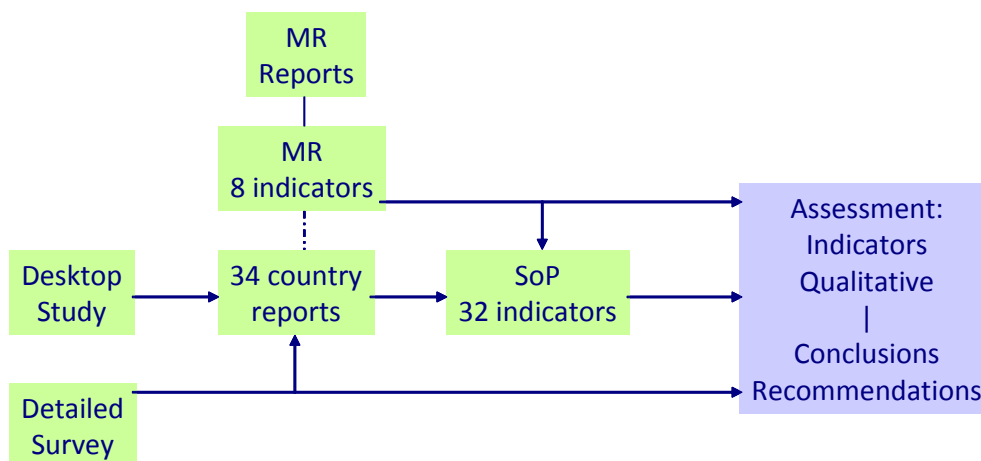 MR
Reports
MR
8 indicators
Desktop
Study
34 country
reports
SoP
32 indicators
Detailed
Survey
Assessment:
Indicators
Qualitative
|
Conclusions
Recommendations